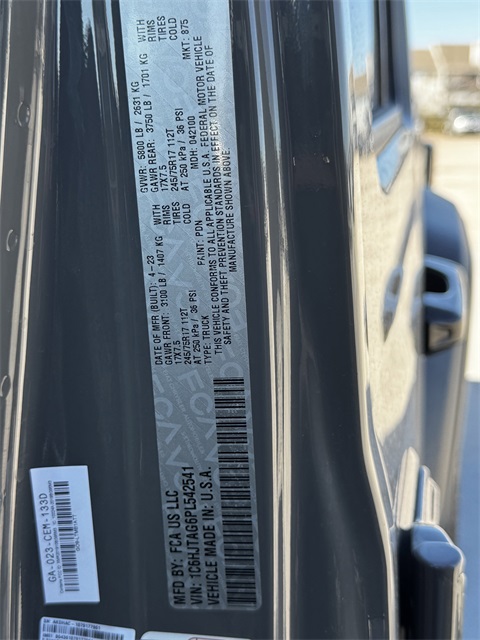 MFD BY: FCA US LLC
DATE OF MFR (BUILT): 4-23
GVWR: 5800 LB / 2631 KG
GAWR FRONT: 3100 LB / 1407 KG WITH
17X7.5 RIMS
245/75R17 112T TIRES
AT 250 kPa / 36 PSI COLD
GAWR REAR: 3750 LB / 1701 KG WITH
17X7.5 RIMS
245/75R17 112T TIRES
AT 250 kPa / 36 PSI COLD
TYPE: TRUCK
PAINT: PDN
MDH: 042100
MKT: 875
THIS VEHICLE CONFORMS TO ALL APPLICABLE U.S.A. FEDERAL MOTOR VEHICLE
SAFETY AND THEFT PREVENTION STANDARDS IN EFFECT ON THE DATE OF
MANUFACTURE SHOWN ABOVE.
VIN: 1C6HJTAG6PL542541
VEHICLE MADE IN: U.S.A.
GA-023-CEM-133D